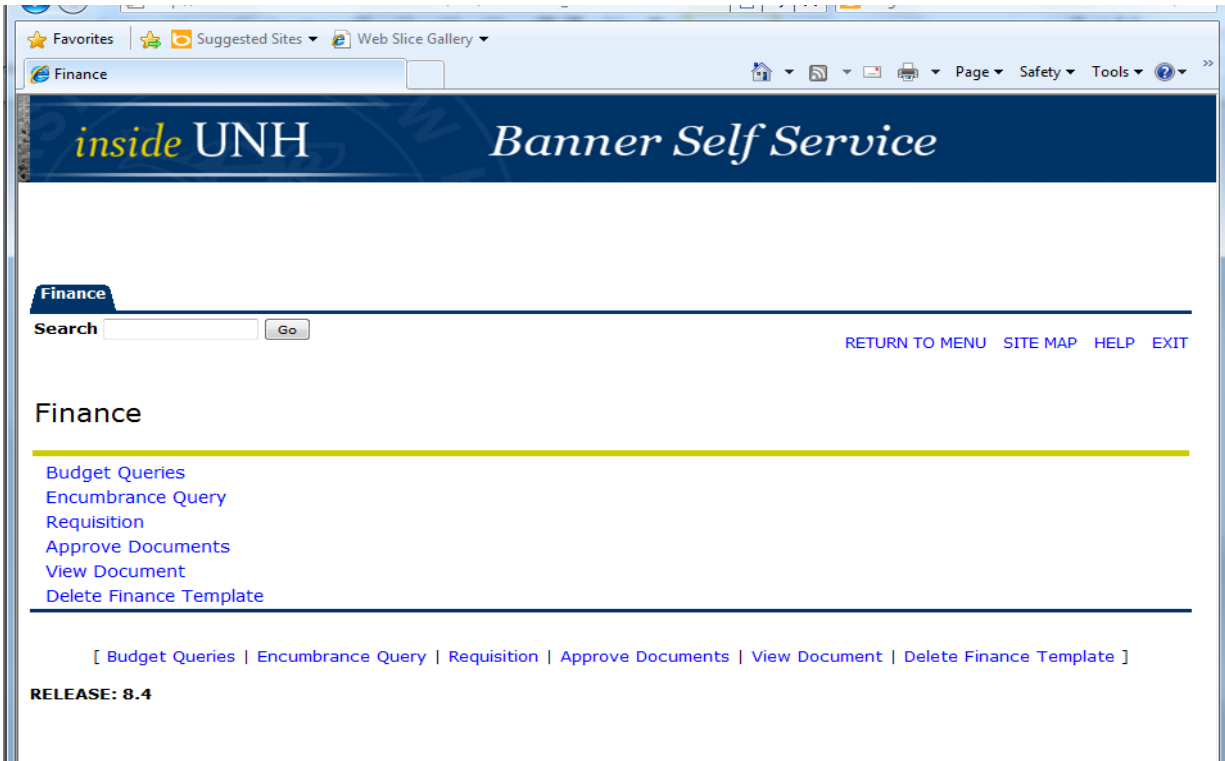 Favorites Suggested Sites Web Slice Gallery
Finance Page Safety Tools
inside UNH Banner Self Service
Finance
Search Go
RETURN TO MENU SITE MAP HELP EXIT
Finance
Budget Queries
Encumbrance Query
Requisition
Approve Documents
View Document
Delete Finance Template
[ Budget Queries | Encumbrance Query | Requisition | Approve Documents | View Document | Delete Finance Template ]
RELEASE: 8.4